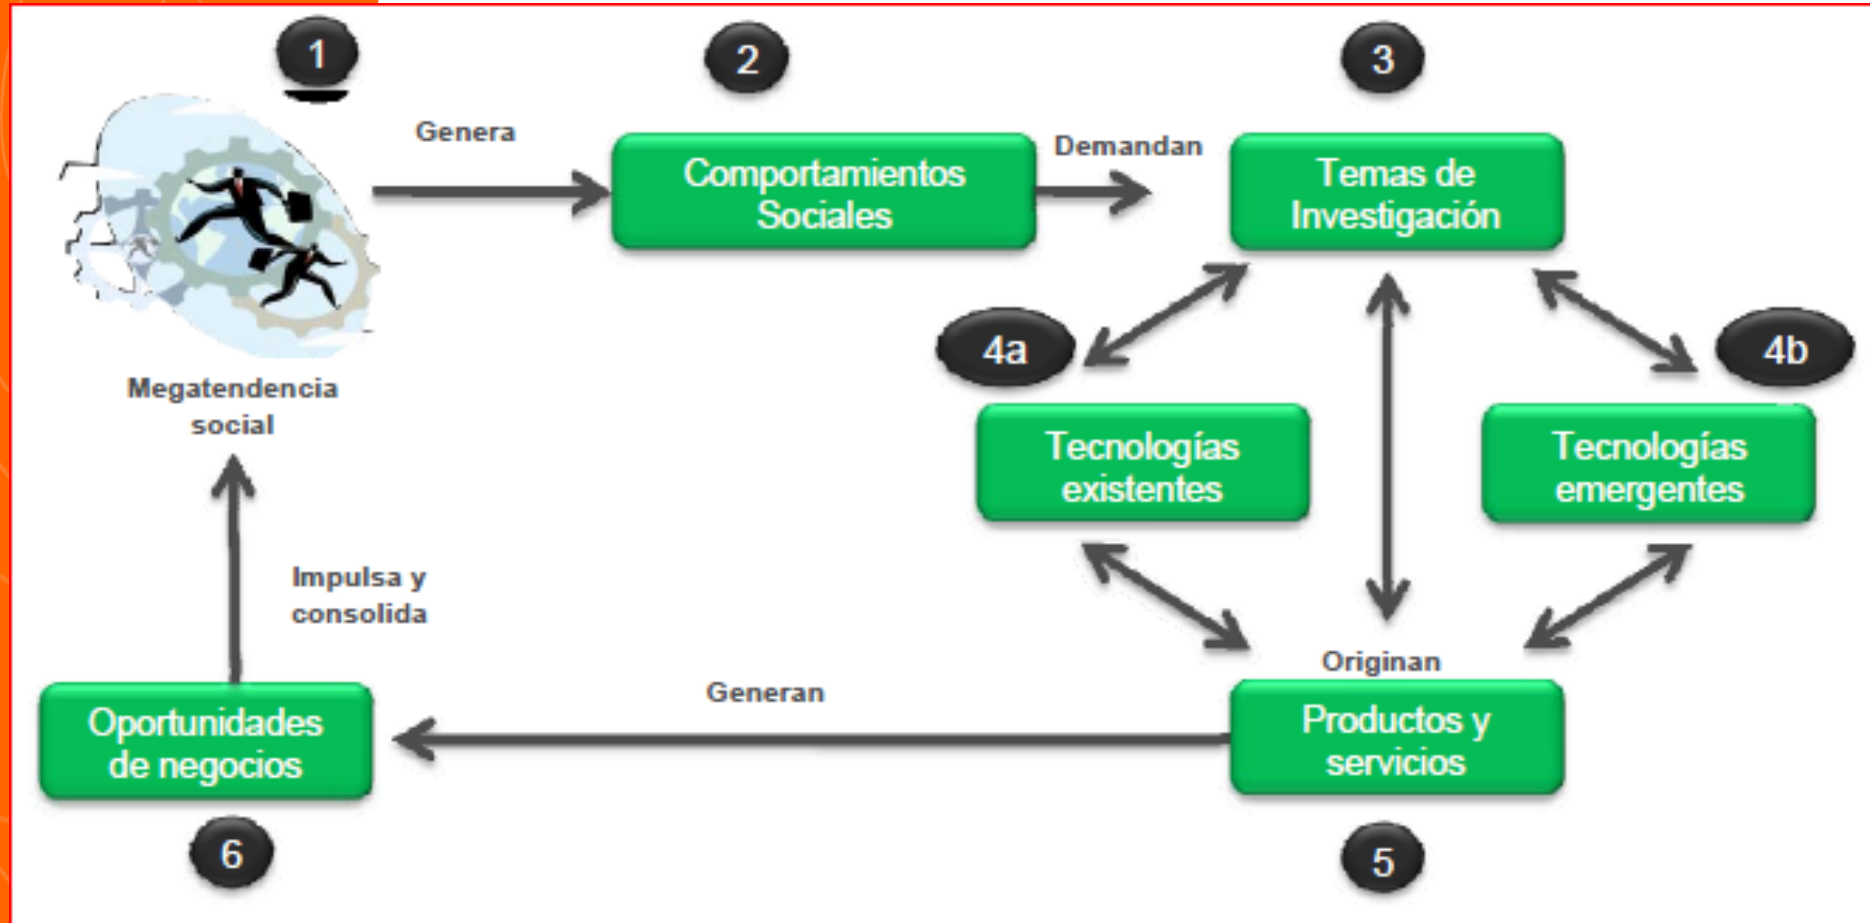 1
2
3
Genera
Comportamientos
Sociales
Demandan
Temas de
Investigación
4a
4b
Megatendencia
social
Tecnologías
existentes
Tecnologías
emergentes
Impulsa y
consolida
Originan
Generan
Oportunidades
de negocios
Productos y
servicios
6
5